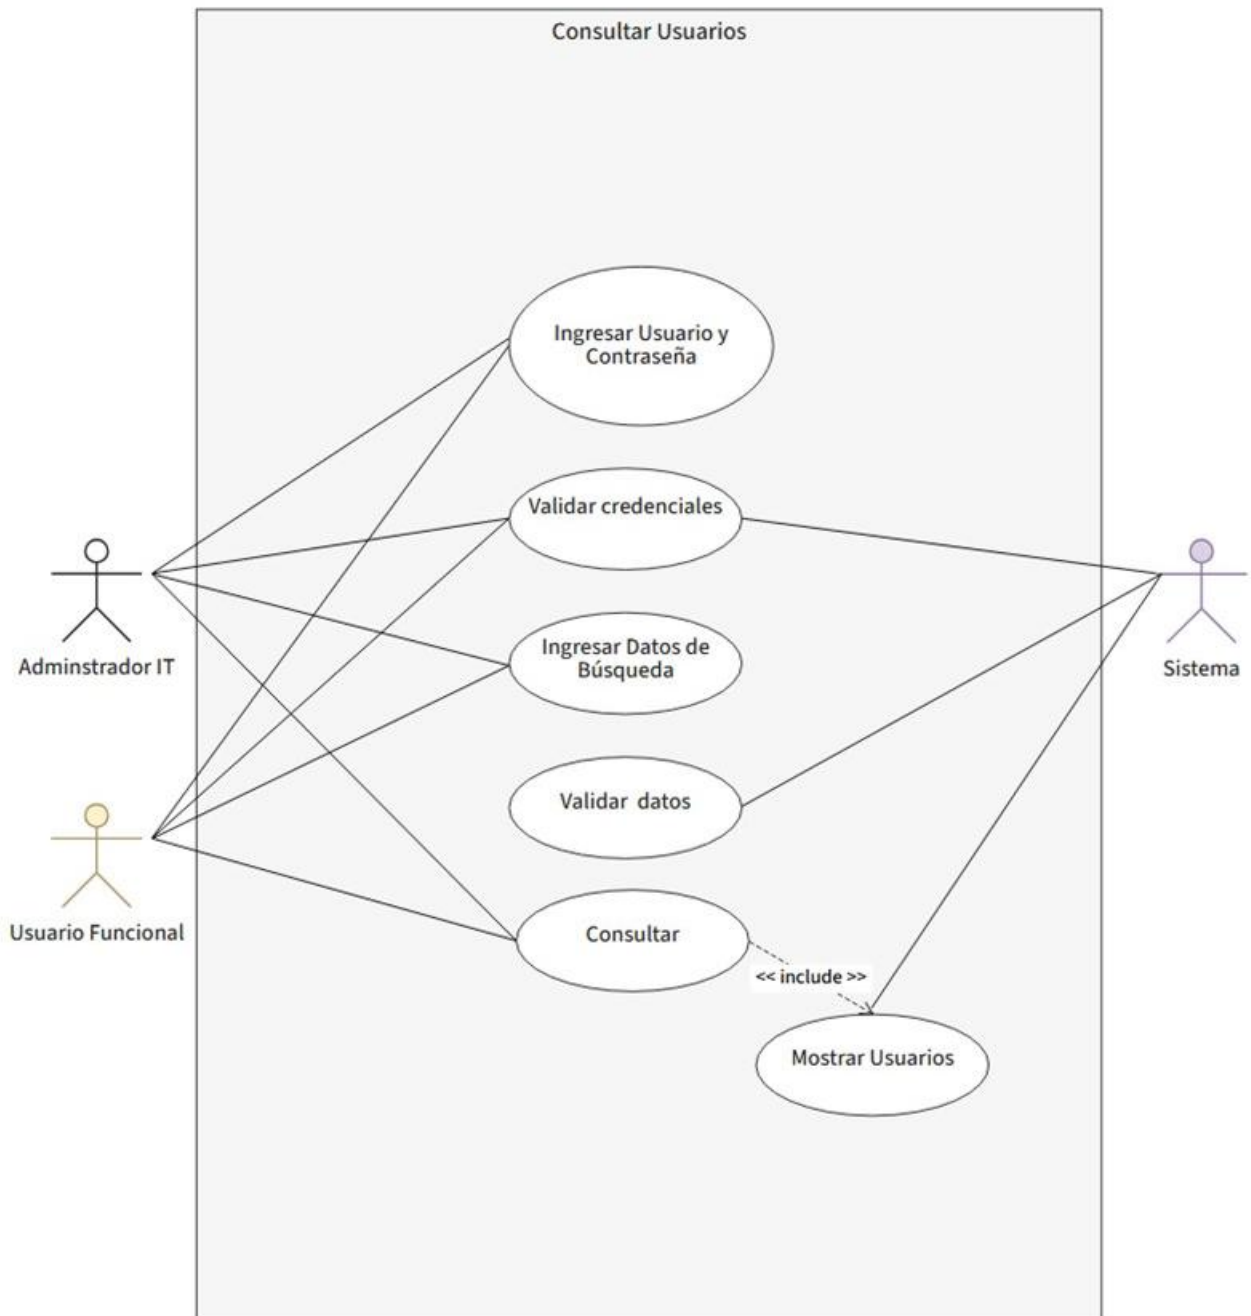 Consultar Usuarios
Ingresar Usuario y
Contraseña
Validar credenciales
Ingresar Datos de
Búsqueda
Adminstrador IT
Sistema
Validar datos
Usuario Funcional
Consultar
<< include >>
Mostrar Usuarios